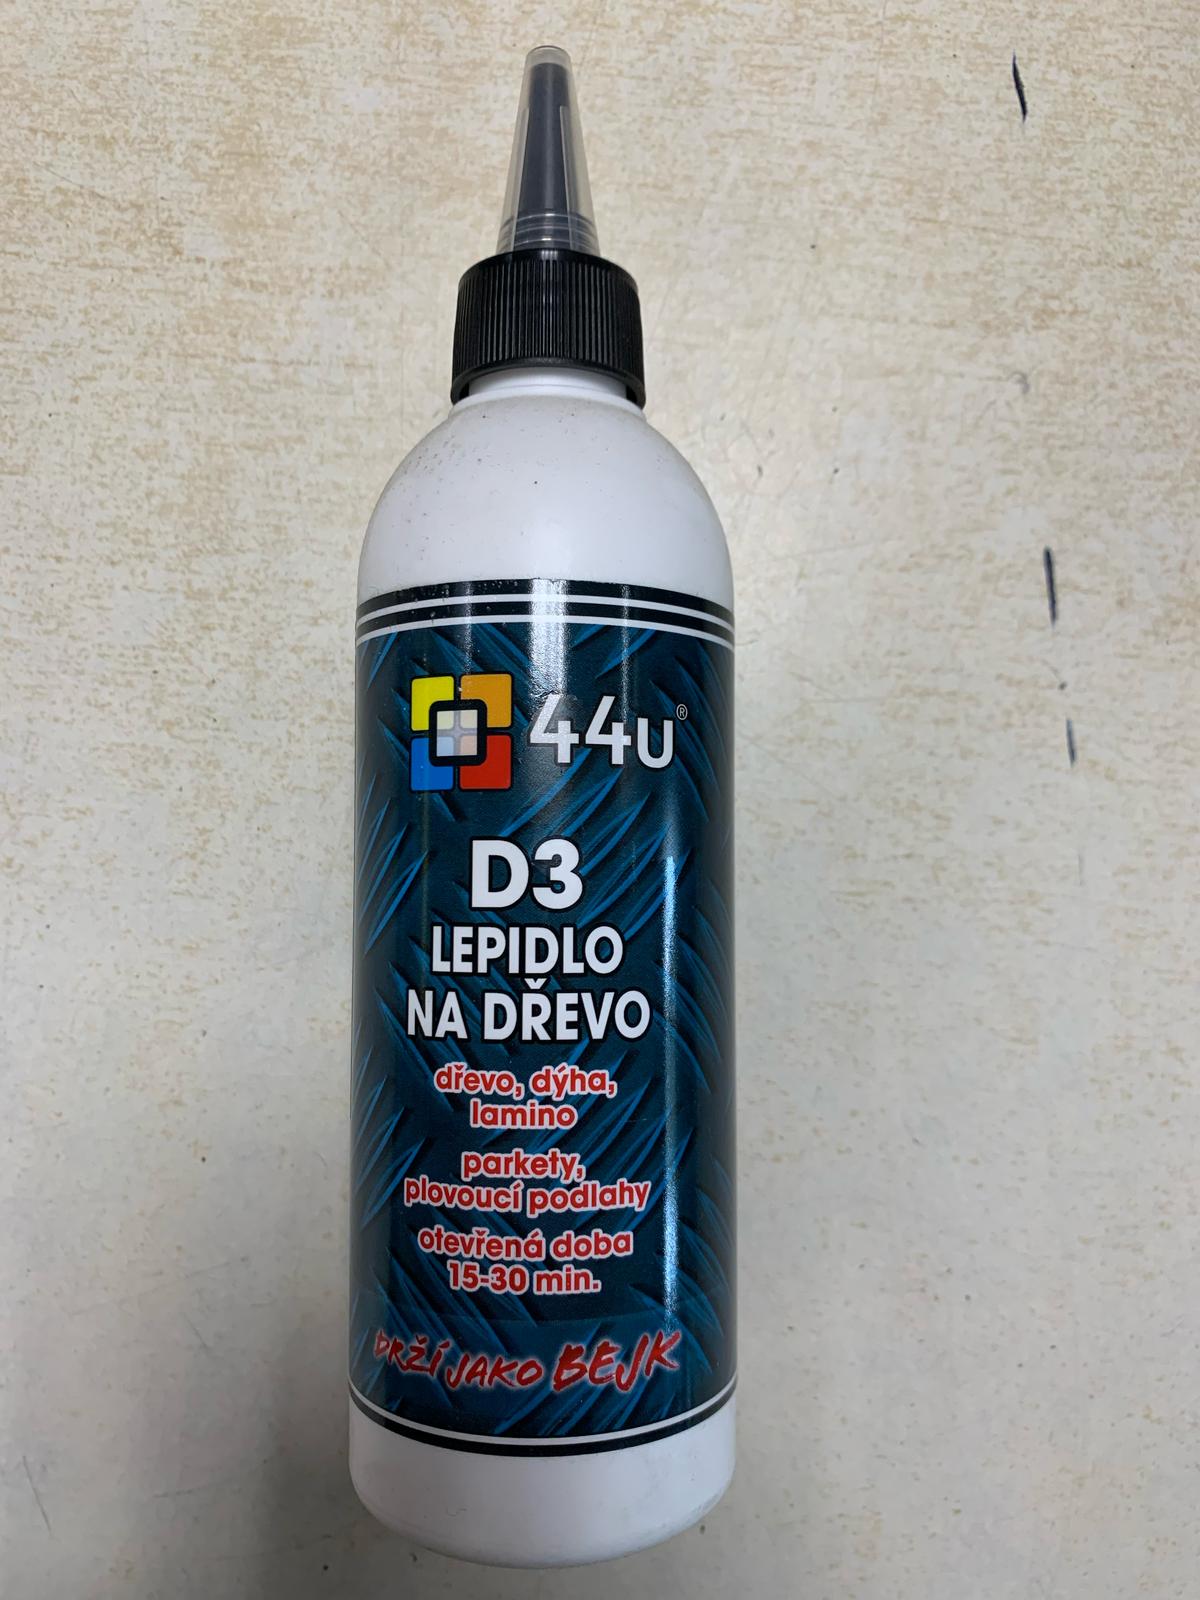 44u®
D3
LEPIDLO
NA DŘEVO
dřevo, dýha,
lamino
parkety,
plovoucí podlahy
otevřená doba
15-30 min.
DRŽÍ JAKO BEJK